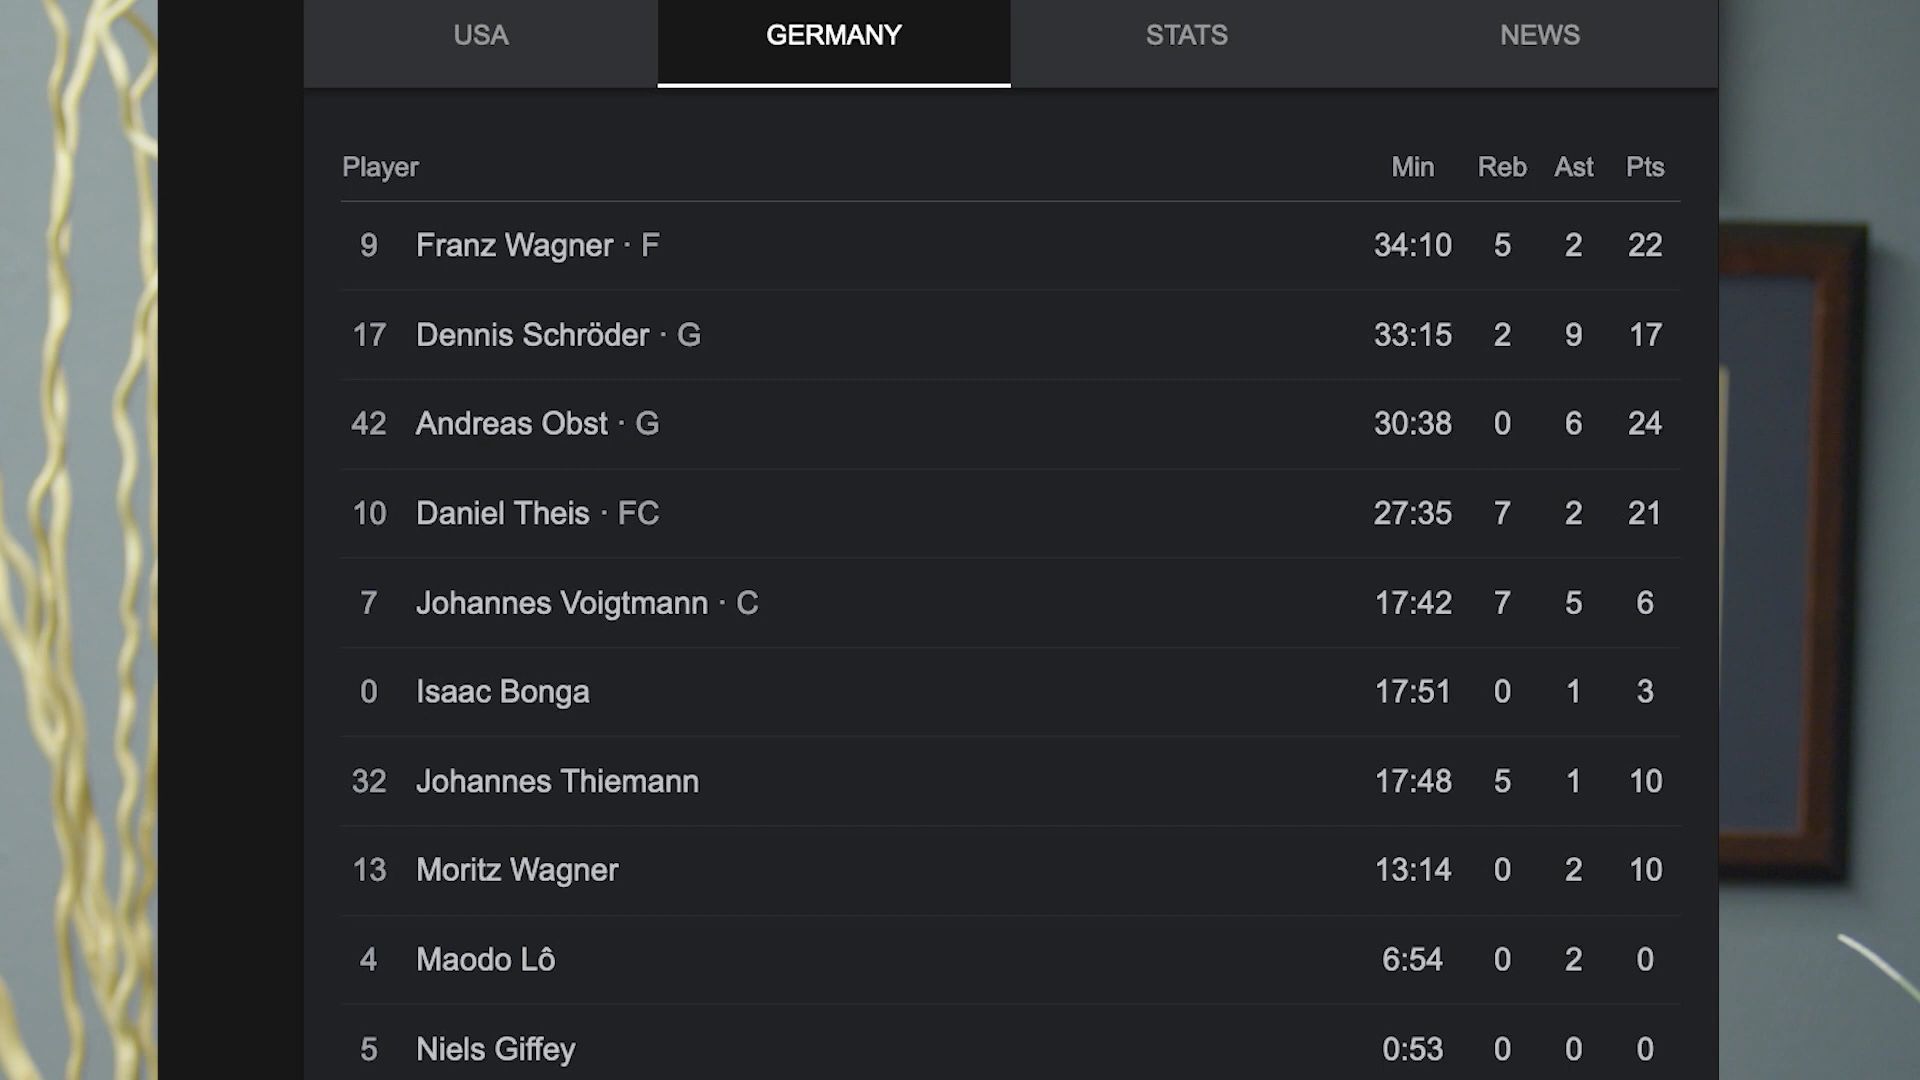 USA GERMANY STATS NEWS
Player Min Reb Ast Pts
9 Franz Wagner · F 34:10 5 2 22
17 Dennis Schröder · G 33:15 2 9 17
42 Andreas Obst · G 30:38 0 6 24
10 Daniel Theis · FC 27:35 7 2 21
7 Johannes Voigtmann · C 17:42 7 5 6
0 Isaac Bonga 17:51 0 1 3
32 Johannes Thiemann 17:48 5 1 10
13 Moritz Wagner 13:14 0 2 10
4 Maodo Lô 6:54 0 2 0
5 Niels Giffey 0:53 0 0 0